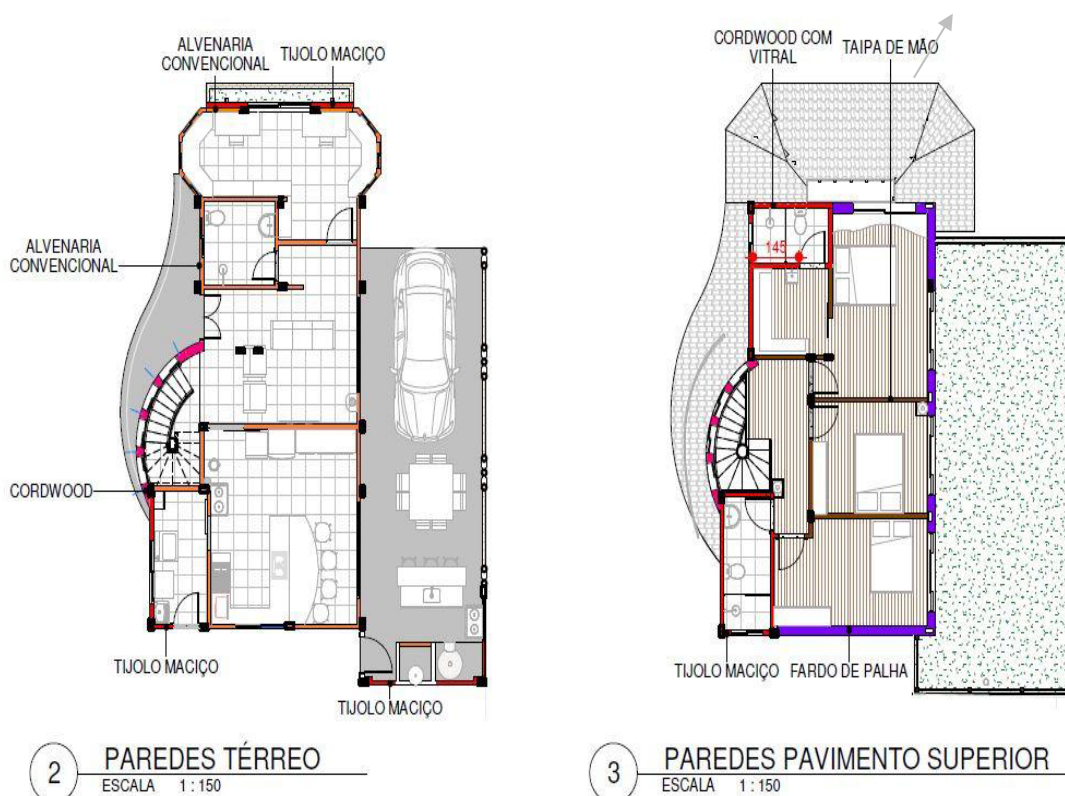 ALVENARIA
CONVENCIONAL
TIJOLO MACIÇO
ALVENARIA
CONVENCIONAL
CORDWOOD
TIJOLO MACIÇO
TIJOLO MACIÇO
2
PAREDES TÉRREO
ESCALA 1 : 150
CORDWOOD COM
VITRAL
TAIPA DE MÃO
145
TIJOLO MACIÇO
FARDO DE PALHA
3
PAREDES PAVIMENTO SUPERIOR
ESCALA 1 : 150